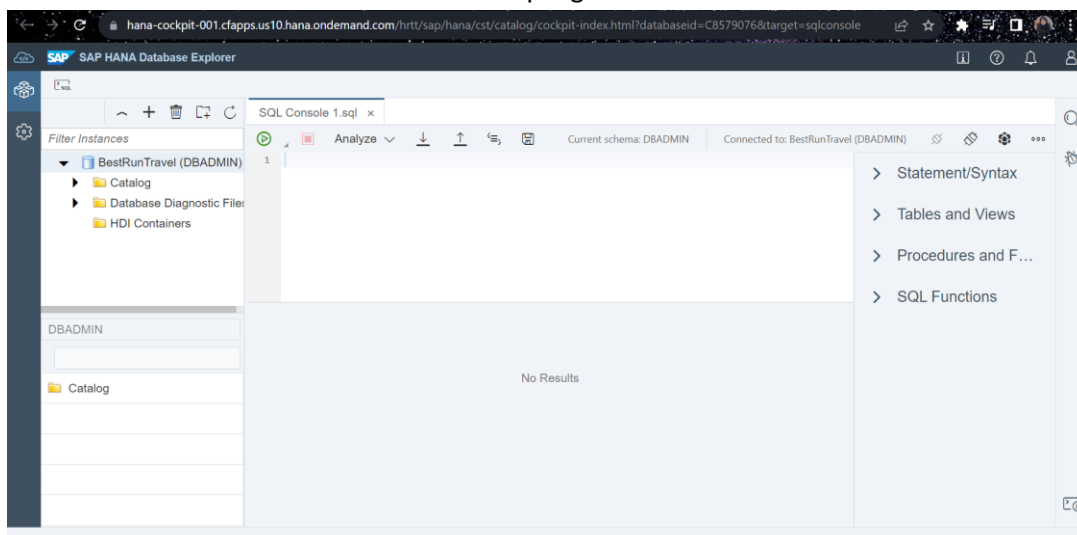 hana-cockpit-001.cfapps.us10.hana.ondemand.com/hrtt/sap/hana/cst/catalog/cockpit-index.html?databaseid=C8579076&target=sqlconsole
SAP SAP HANA Database Explorer
SQL
SQL Console 1.sql ×
Filter Instances
Analyze
Current schema: DBADMIN
Connected to: BestRunTravel (DBADMIN)
BestRunTravel (DBADMIN)
1
Catalog
Database Diagnostic Files
HDI Containers
Statement/Syntax
Tables and Views
Procedures and F…
SQL Functions
DBADMIN
Catalog
No Results